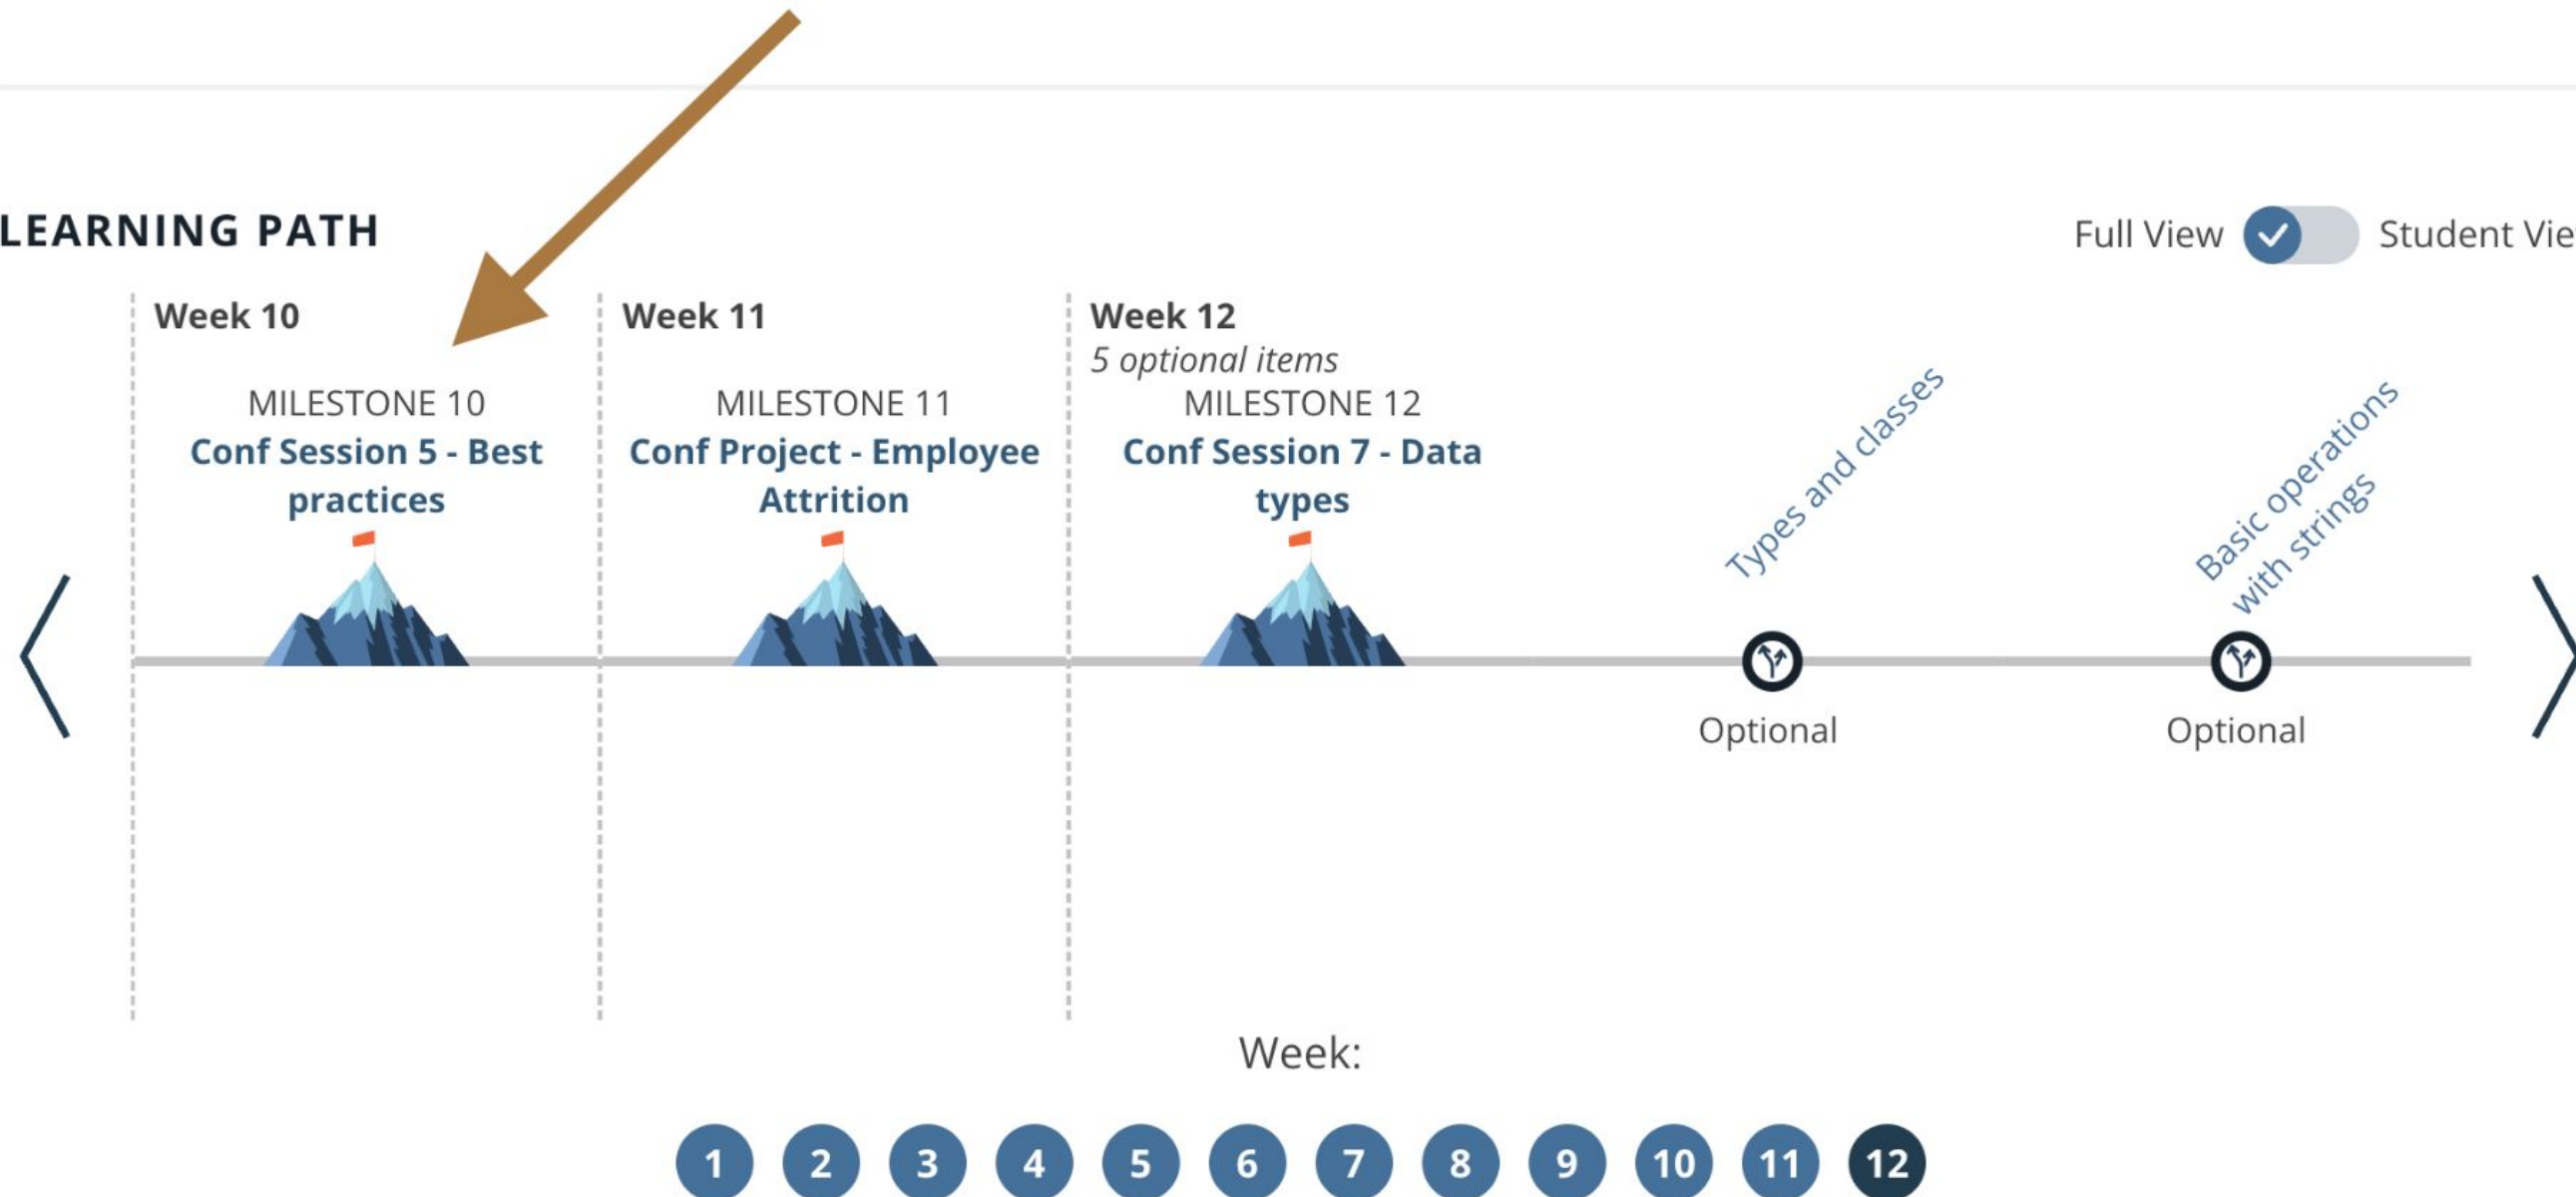 LEARNING PATH
Full View
Student Vie
Week 10
MILESTONE 10
Conf Session 5 - Best
practices
Week 11
MILESTONE 11
Conf Project - Employee
Attrition
Week 12
5 optional items
MILESTONE 12
Conf Session 7 - Data
types
Types and classes
Optional
Basic operations
with strings
Optional
Week:
1 2 3 4 5 6 7 8 9 10 11 12